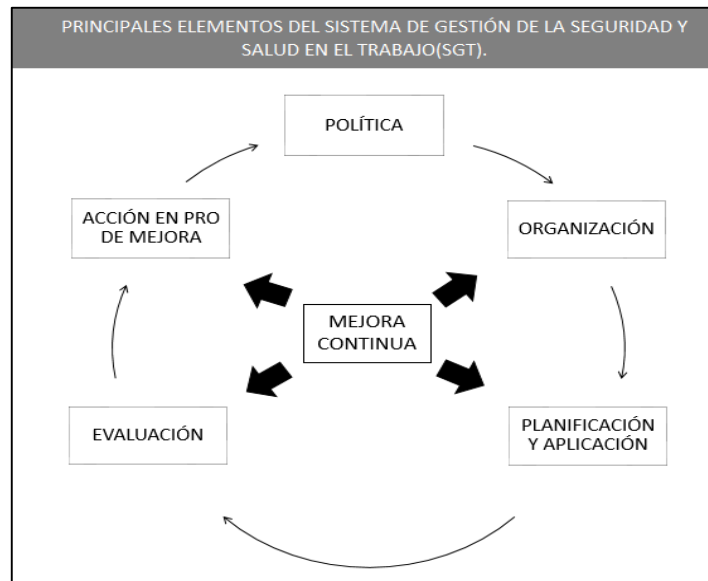 PRINCIPALES ELEMENTOS DEL SISTEMA DE GESTIÓN DE LA SEGURIDAD Y
SALUD EN EL TRABAJO(SGT).
POLÍTICA
ACCIÓN EN PRO
DE MEJORA
ORGANIZACIÓN
MEJORA
CONTINUA
EVALUACIÓN
PLANIFICACIÓN
Y APLICACIÓN